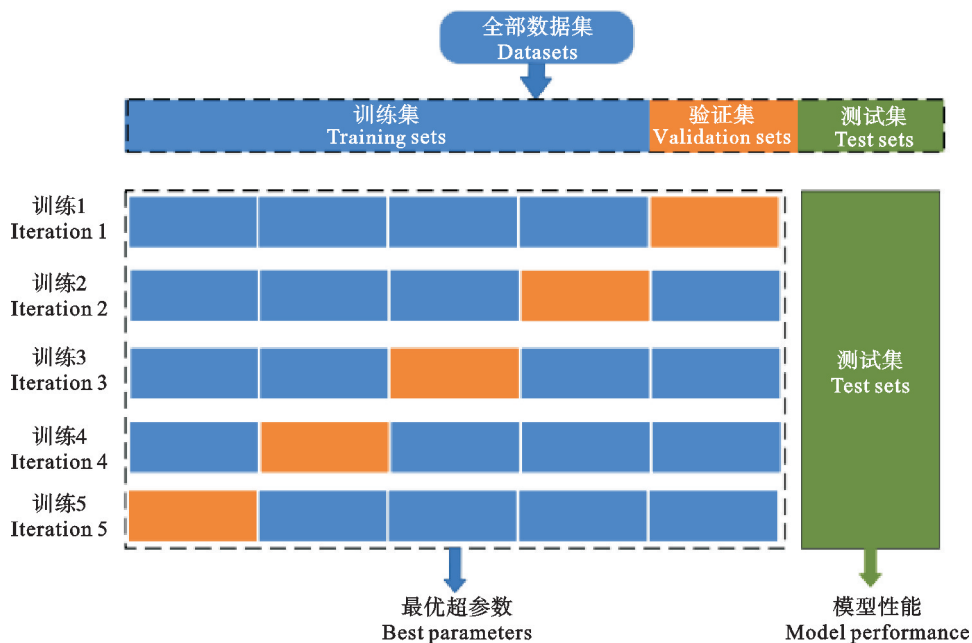 全部数据集
Datasets
训练集
Training sets
验证集
Validation sets
测试集
Test sets
训练1
Iteration 1
训练2
Iteration 2
训练3
Iteration 3
训练4
Iteration 4
训练5
Iteration 5
测试集
Test sets
最优超参数
Best parameters
模型性能
Model performance